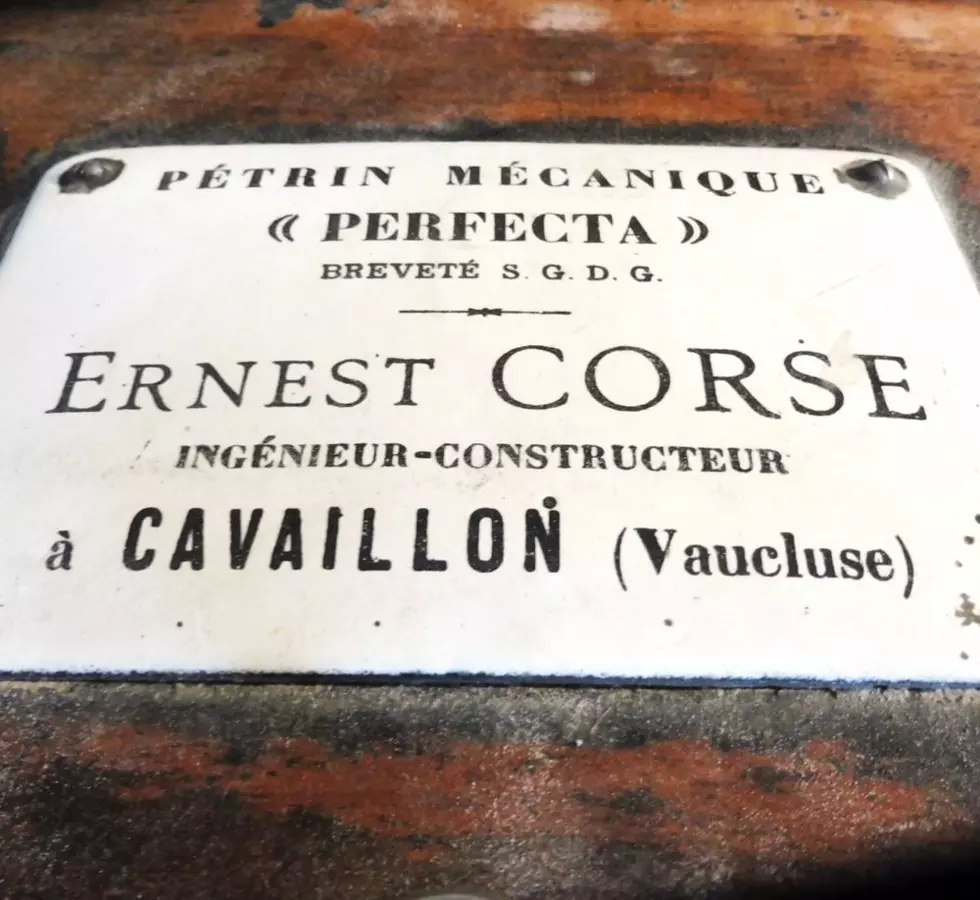 PÉTRIN MÉCANIQUE
« PERFECTA »
BREVETÉ S. G. D. G.
ERNEST CORSE
INGÉNIEUR-CONSTRUCTEUR
à CAVAILLON (Vaucluse)